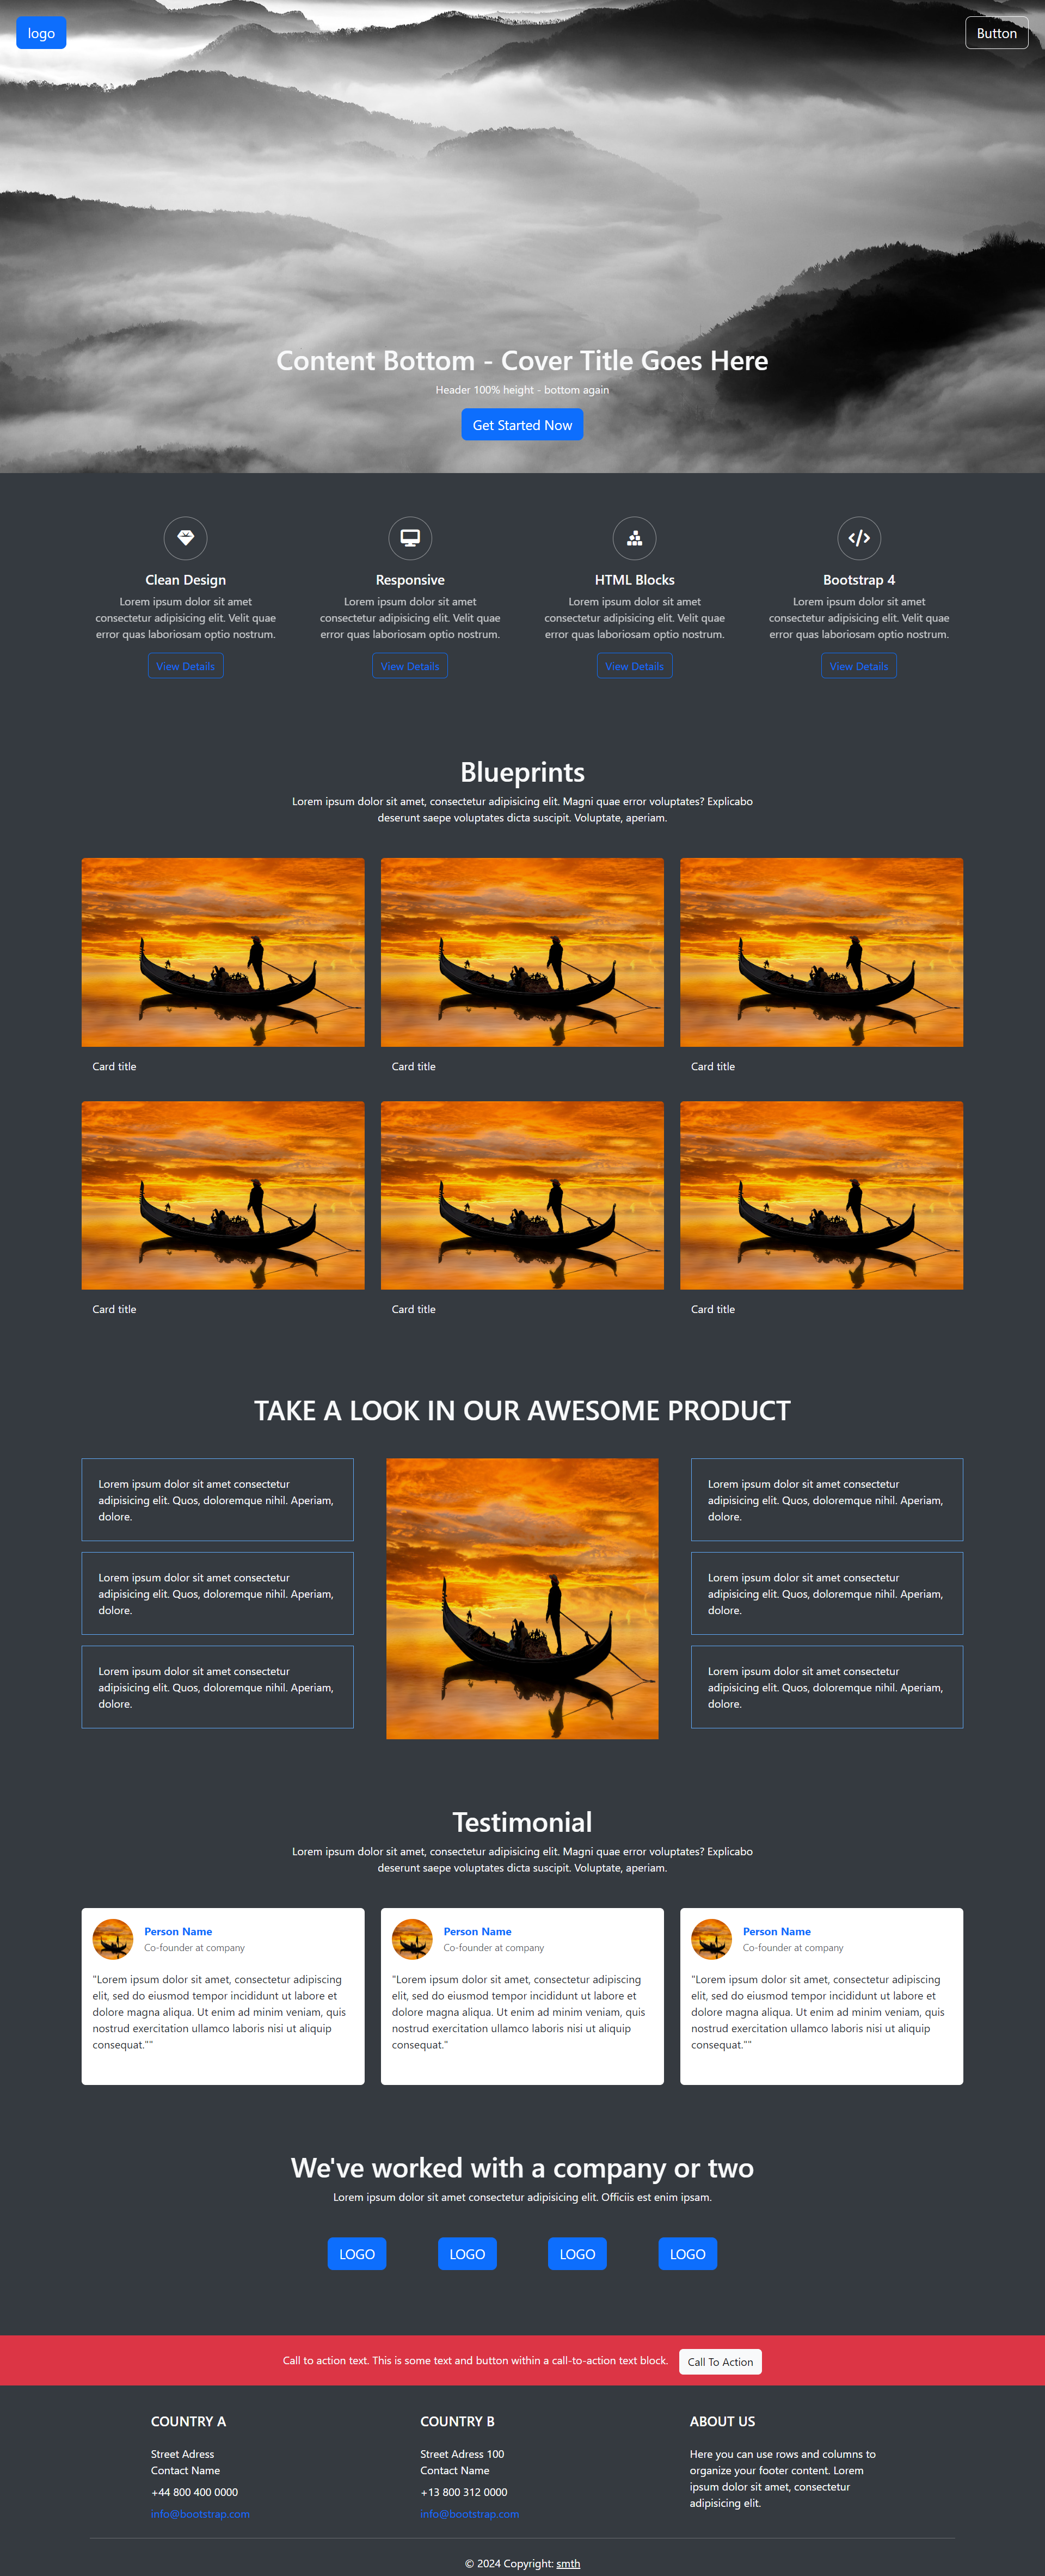 logo
Button
Content Bottom - Cover Title Goes Here
Header 100% height - bottom again
Get Started Now
Clean Design
Lorem ipsum dolor sit amet
consectetur adipisicing elit. Velit quae
error quas laboriosam optio nostrum.
View Details
Responsive
Lorem ipsum dolor sit amet
consectetur adipisicing elit. Velit quae
error quas laboriosam optio nostrum.
View Details
HTML Blocks
Lorem ipsum dolor sit amet
consectetur adipisicing elit. Velit quae
error quas laboriosam optio nostrum.
View Details
Bootstrap 4
Lorem ipsum dolor sit amet
consectetur adipisicing elit. Velit quae
error quas laboriosam optio nostrum.
View Details
Blueprints
Lorem ipsum dolor sit amet, consectetur adipisicing elit. Magni quae error voluptates? Explicabo
deserunt saepe voluptates dicta suscipit. Voluptate, aperiam.
Card title
Card title
Card title
Card title
Card title
Card title
TAKE A LOOK IN OUR AWESOME PRODUCT
Lorem ipsum dolor sit amet consectetur
adipisicing elit. Quos, doloremque nihil. Aperiam,
dolore.
Lorem ipsum dolor sit amet consectetur
adipisicing elit. Quos, doloremque nihil. Aperiam,
dolore.
Lorem ipsum dolor sit amet consectetur
adipisicing elit. Quos, doloremque nihil. Aperiam,
dolore.
Lorem ipsum dolor sit amet consectetur
adipisicing elit. Quos, doloremque nihil. Aperiam,
dolore.
Lorem ipsum dolor sit amet consectetur
adipisicing elit. Quos, doloremque nihil. Aperiam,
dolore.
Lorem ipsum dolor sit amet consectetur
adipisicing elit. Quos, doloremque nihil. Aperiam,
dolore.
Testimonial
Lorem ipsum dolor sit amet, consectetur adipisicing elit. Magni quae error voluptates? Explicabo
deserunt saepe voluptates dicta suscipit. Voluptate, aperiam.
Person Name
Co-founder at company
"Lorem ipsum dolor sit amet, consectetur adipiscing
elit, sed do eiusmod tempor incididunt ut labore et
dolore magna aliqua. Ut enim ad minim veniam, quis
nostrud exercitation ullamco laboris nisi ut aliquip
consequat.""
Person Name
Co-founder at company
"Lorem ipsum dolor sit amet, consectetur adipiscing
elit, sed do eiusmod tempor incididunt ut labore et
dolore magna aliqua. Ut enim ad minim veniam, quis
nostrud exercitation ullamco laboris nisi ut aliquip
consequat."
Person Name
Co-founder at company
"Lorem ipsum dolor sit amet, consectetur adipiscing
elit, sed do eiusmod tempor incididunt ut labore et
dolore magna aliqua. Ut enim ad minim veniam, quis
nostrud exercitation ullamco laboris nisi ut aliquip
consequat.""
We've worked with a company or two
Lorem ipsum dolor sit amet consectetur adipisicing elit. Officiis est enim ipsam.
LOGO
LOGO
LOGO
LOGO
Call to action text. This is some text and button within a call-to-action text block.
Call To Action
COUNTRY A
Street Adress
Contact Name
+44 800 400 0000
info@bootstrap.com
COUNTRY B
Street Adress 100
Contact Name
+13 800 312 0000
info@bootstrap.com
ABOUT US
Here you can use rows and columns to
organize your footer content. Lorem
ipsum dolor sit amet, consectetur
adipisicing elit.
© 2024 Copyright: smth